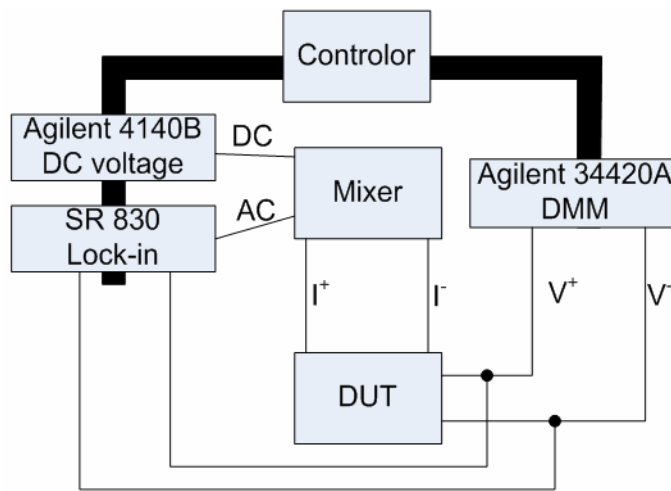 Controlor
Agilent 4140B
DC voltage
DC
Mixer
Agilent 34420A
DMM
SR 830
Lock-in
AC
I⁺
I⁻
V⁺
V⁻
DUT